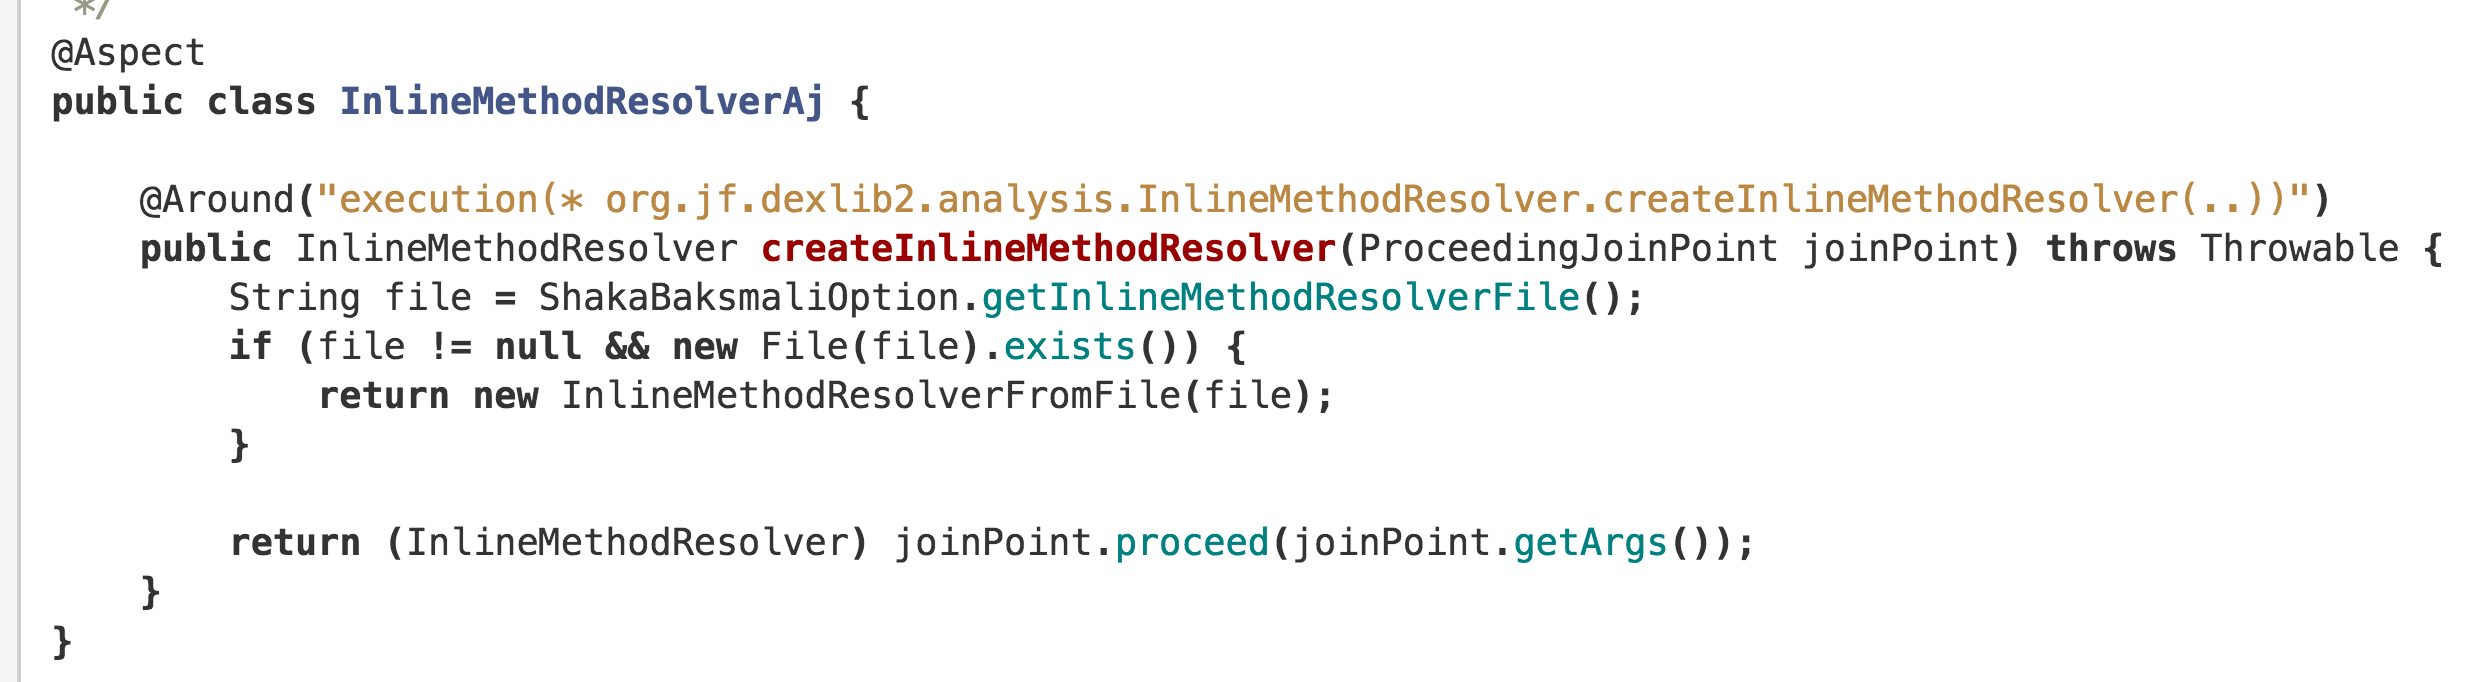 */
@Aspect
public class InlineMethodResolverAj {
@Around("execution(* org.jf.dexlib2.analysis.InlineMethodResolver.createInlineMethodResolver(..))")
public InlineMethodResolver createInlineMethodResolver(ProceedingJoinPoint joinPoint) throws Throwable {
String file = ShakaBaksmaliOption.getInlineMethodResolverFile();
if (file != null && new File(file).exists()) {
return new InlineMethodResolverFromFile(file);
}
return (InlineMethodResolver) joinPoint.proceed(joinPoint.getArgs());
}
}